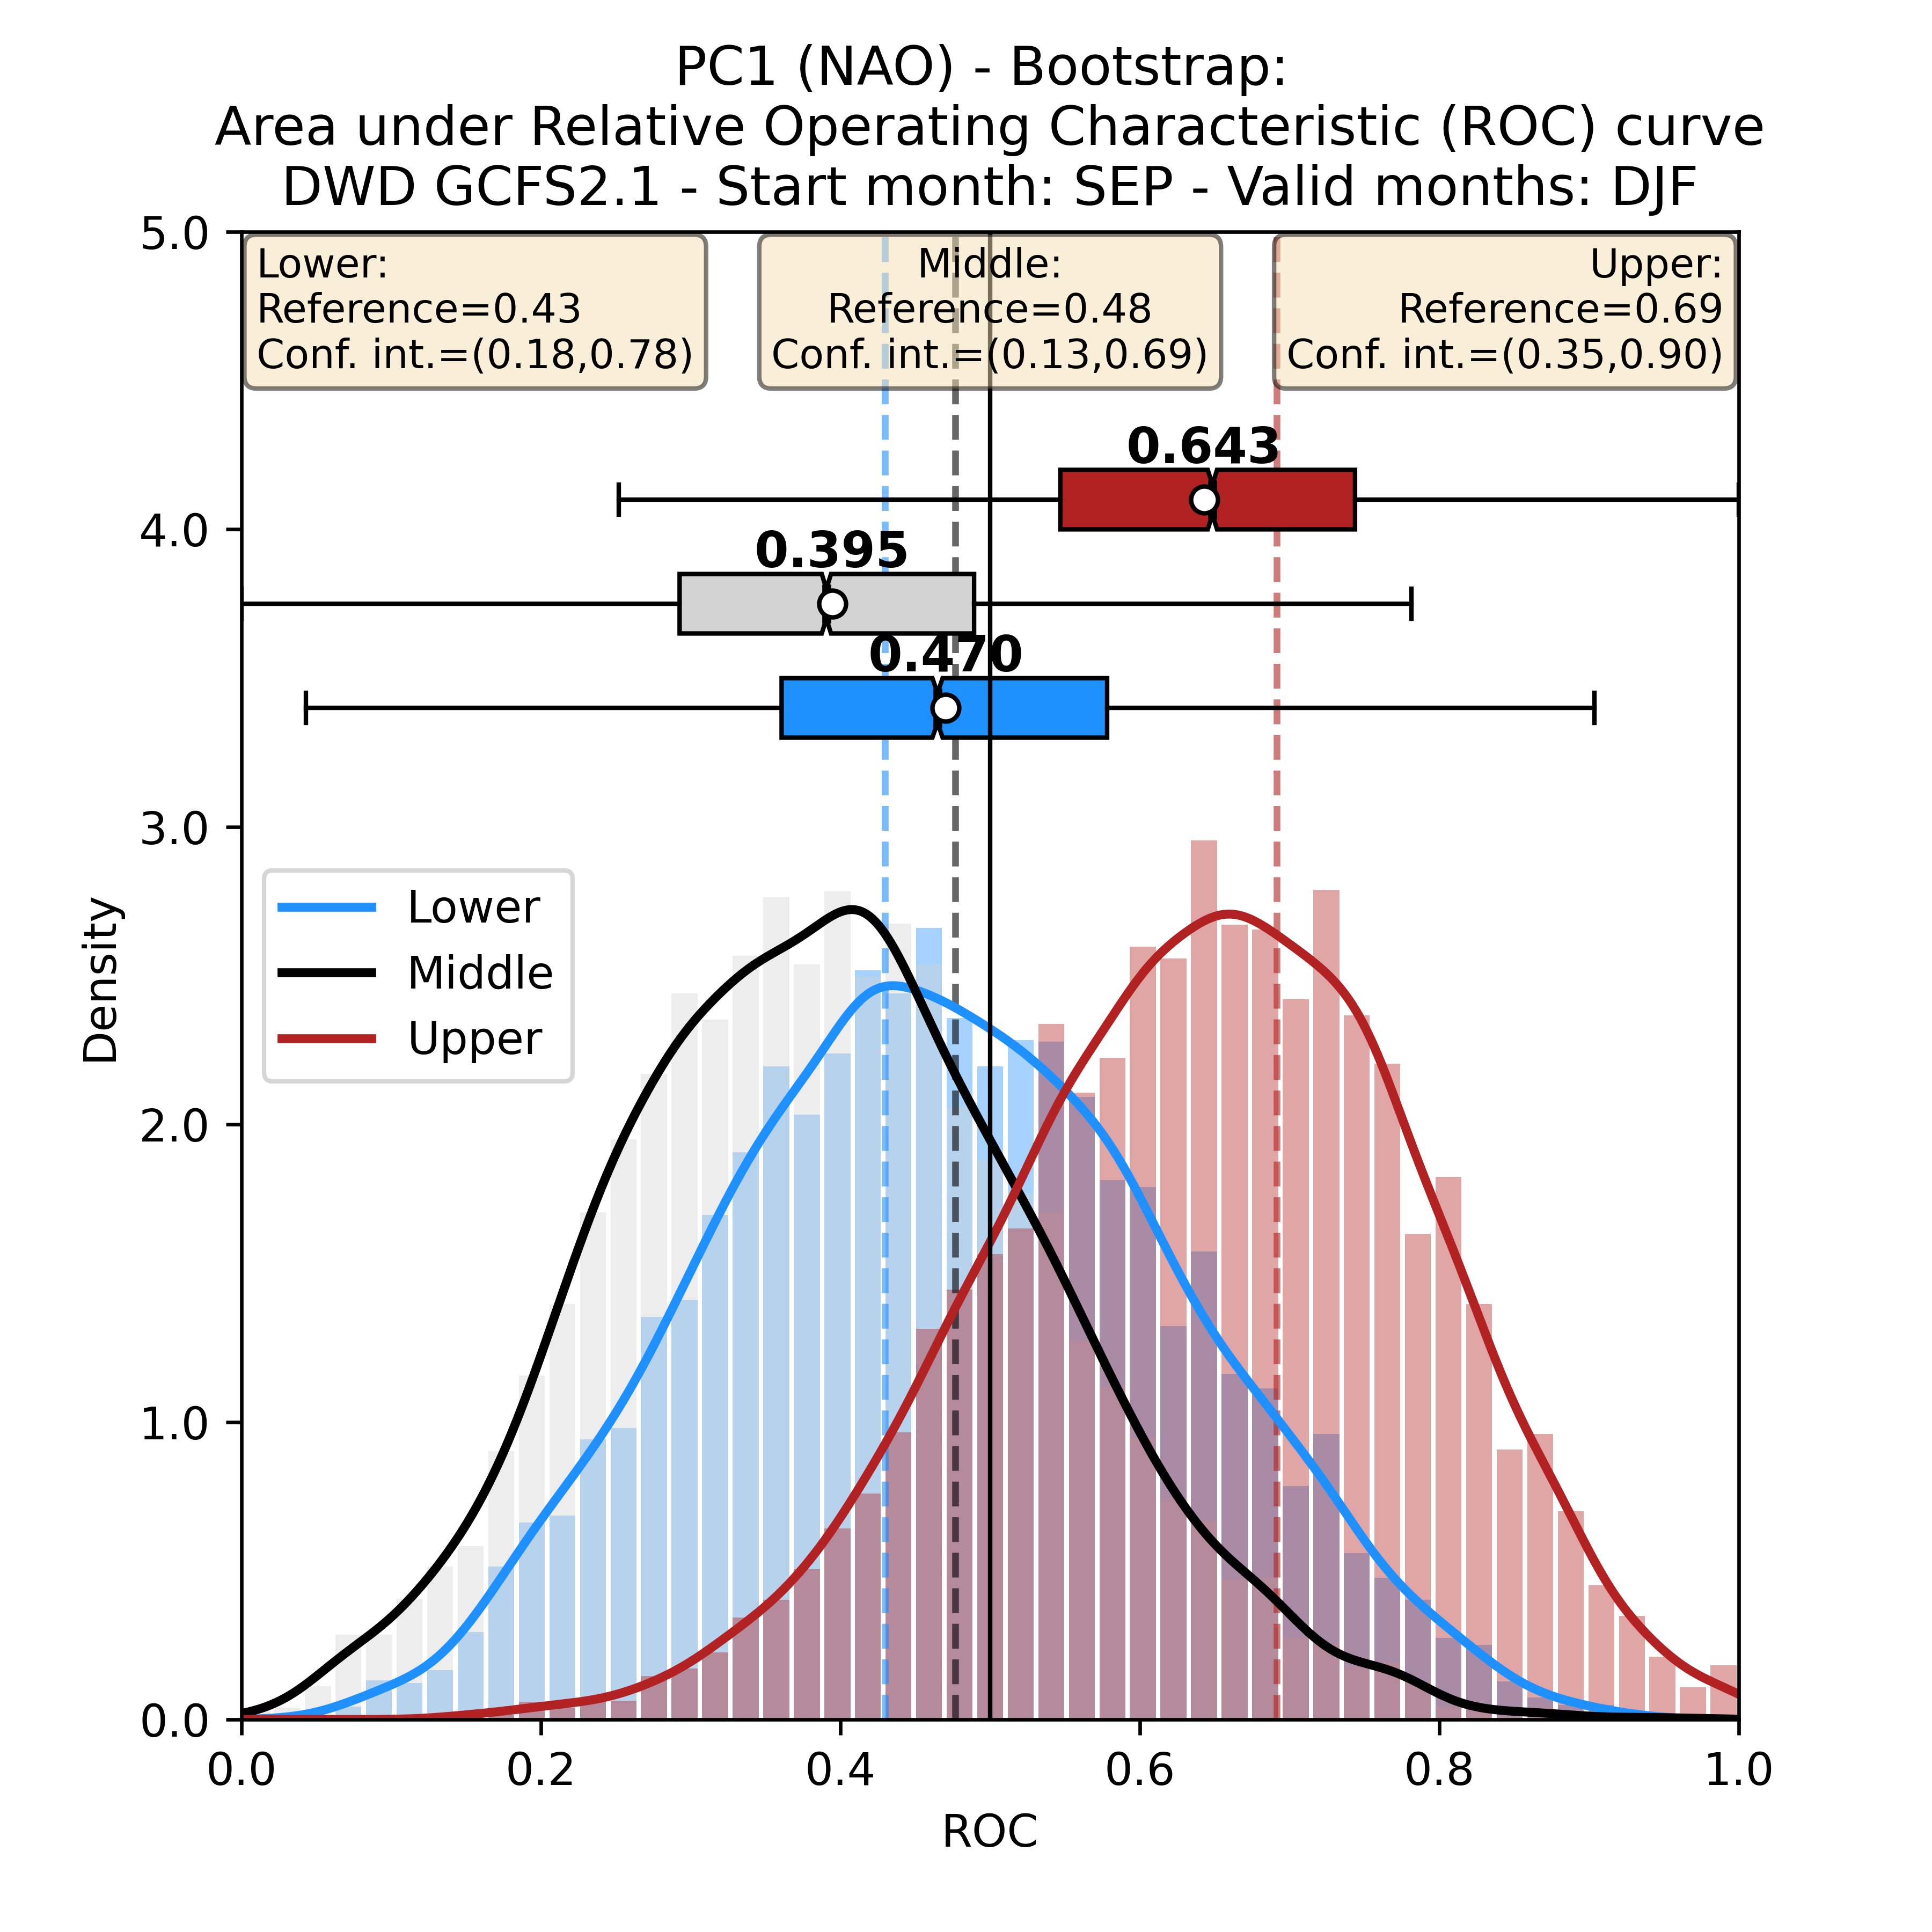 PC1 (NAO) - Bootstrap:
Area under Relative Operating Characteristic (ROC) curve
DWD GCFS2.1 - Start month: SEP - Valid months: DJF
5.0
Lower:
Reference=0.43
Conf. int.=(0.18,0.78)
Middle:
Reference=0.48
Conf. int.=(0.13,0.69)
Upper:
Reference=0.69
Conf. int.=(0.35,0.90)
0.643
4.0
0.395
0.470
3.0
Lower
Middle
Upper
Density
2.0
1.0
0.0
0.0 0.2 0.4 0.6 0.8 1.0
ROC